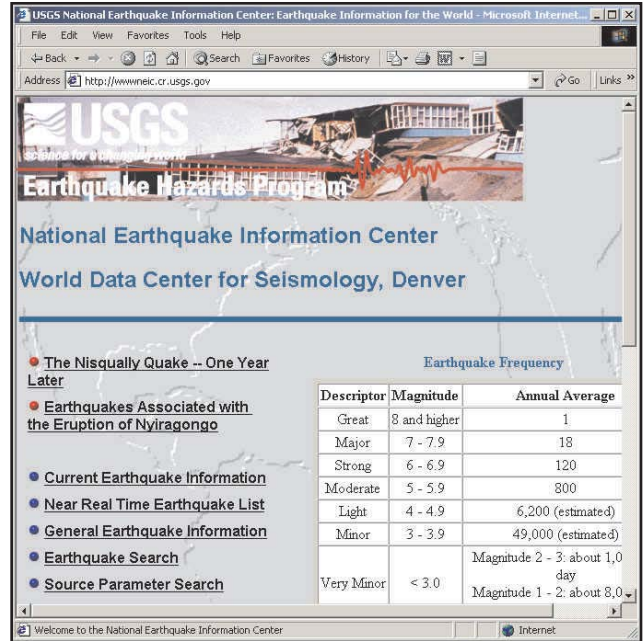 USGS National Earthquake Information Center: Earthquake Information for the World - Microsoft Internet...
File Edit View Favorites Tools Help
Back Search Favorites History
Address http://wwwneic.cr.usgs.gov Go Links »
USGS
science for a changing world
Earthquake Hazards Program
National Earthquake Information Center
World Data Center for Seismology, Denver
The Nisqually Quake -- One Year
Later
Earthquakes Associated with
the Eruption of Nyiragongo
Current Earthquake Information
Near Real Time Earthquake List
General Earthquake Information
Earthquake Search
Source Parameter Search
Earthquake Frequency
Descriptor Magnitude Annual Average
Great 8 and higher 1
Major 7 - 7.9 18
Strong 6 - 6.9 120
Moderate 5 - 5.9 800
Light 4 - 4.9 6,200 (estimated)
Minor 3 - 3.9 49,000 (estimated)
Very Minor < 3.0 Magnitude 2 - 3: about 1,0
day
Magnitude 1 - 2: about 8,0
Welcome to the National Earthquake Information Center Internet